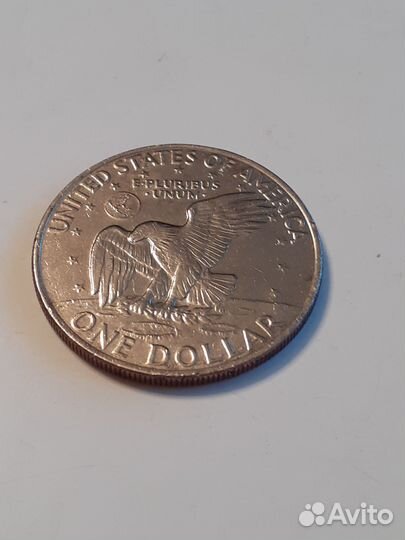 UNITED STATES OF AMERICA
E·PLURIBUS
·UNUM·
ONE DOLLAR
Avito